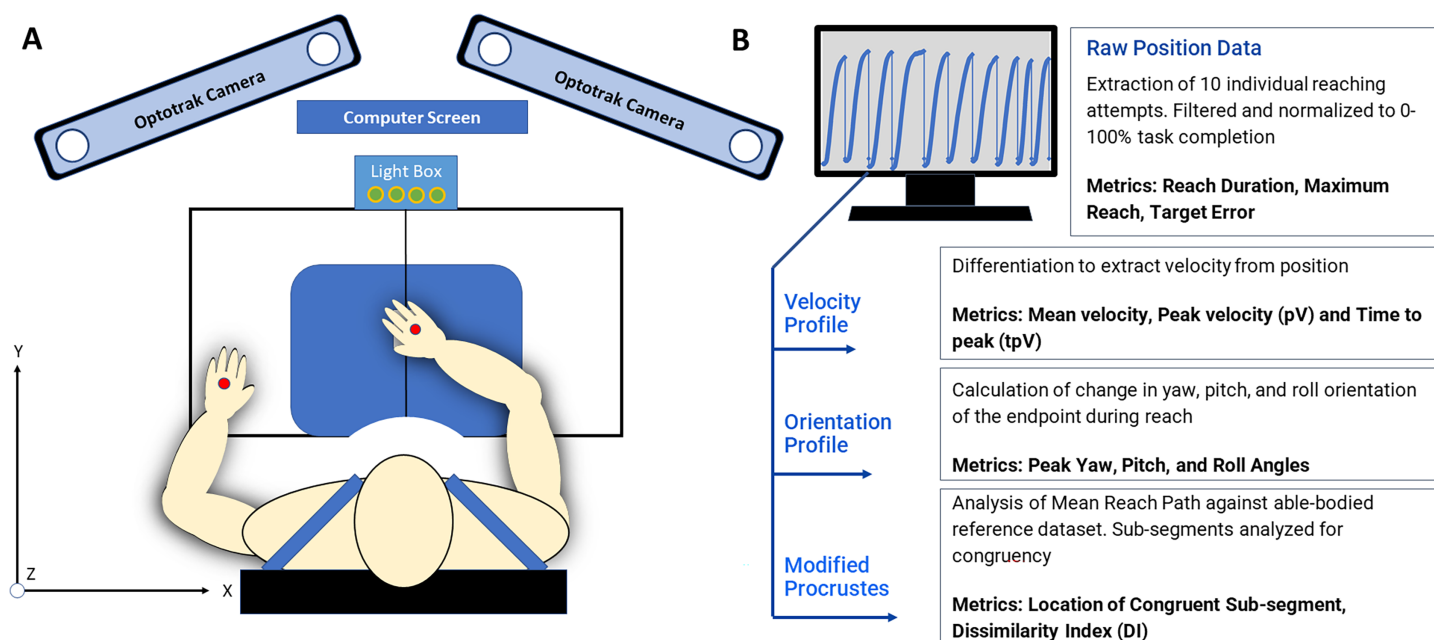 A
Optotrak Camera
Optotrak Camera
Computer Screen
Light Box
Y
Z
X
B
Raw Position Data
Extraction of 10 individual reaching
attempts. Filtered and normalized to 0-
100% task completion
Metrics: Reach Duration, Maximum
Reach, Target Error
Velocity
Profile
Differentiation to extract velocity from position
Metrics: Mean velocity, Peak velocity (pV) and Time to
peak (tpV)
Orientation
Profile
Calculation of change in yaw, pitch, and roll orientation
of the endpoint during reach
Metrics: Peak Yaw, Pitch, and Roll Angles
Modified
Procrustes
Analysis of Mean Reach Path against able-bodied
reference dataset. Sub-segments analyzed for
congruency
Metrics: Location of Congruent Sub-segment,
Dissimilarity Index (DI)